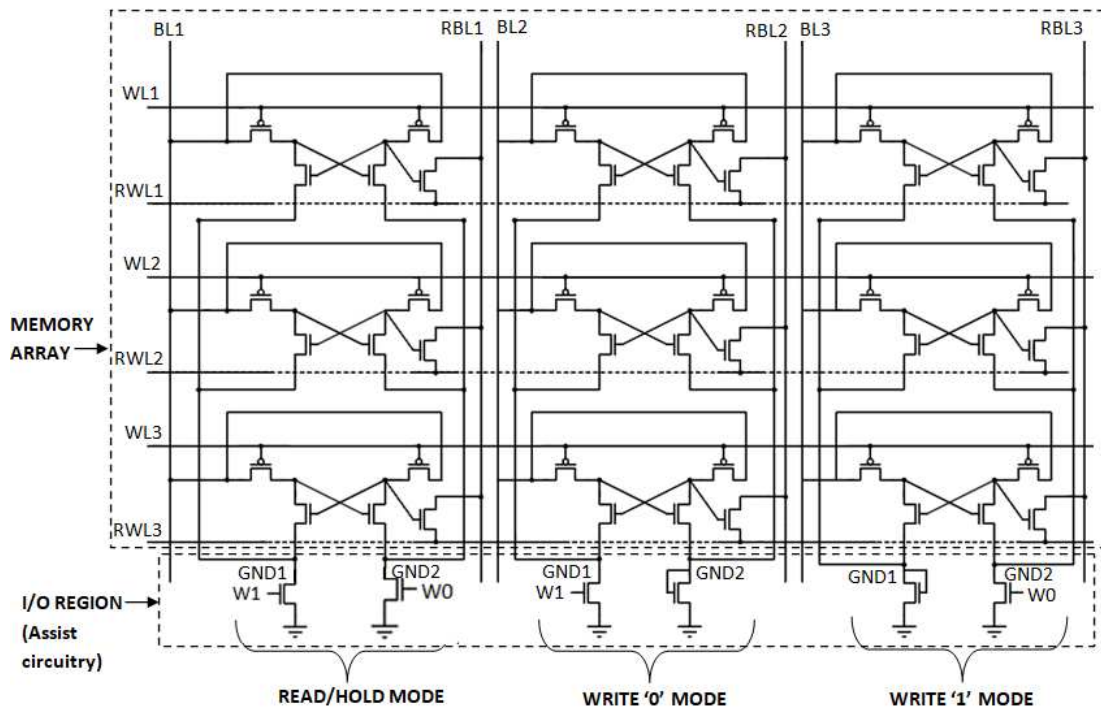 BL1 RBL1 BL2 RBL2 BL3 RBL3
WL1
RWL1
WL2
MEMORY
ARRAY
RWL2
WL3
RWL3
GND1 GND2 GND1 GND2 GND1 GND2
W1 W0 W1 W0
I/O REGION
(Assist
circuitry)
READ/HOLD MODE WRITE ‘0’ MODE WRITE ‘1’ MODE